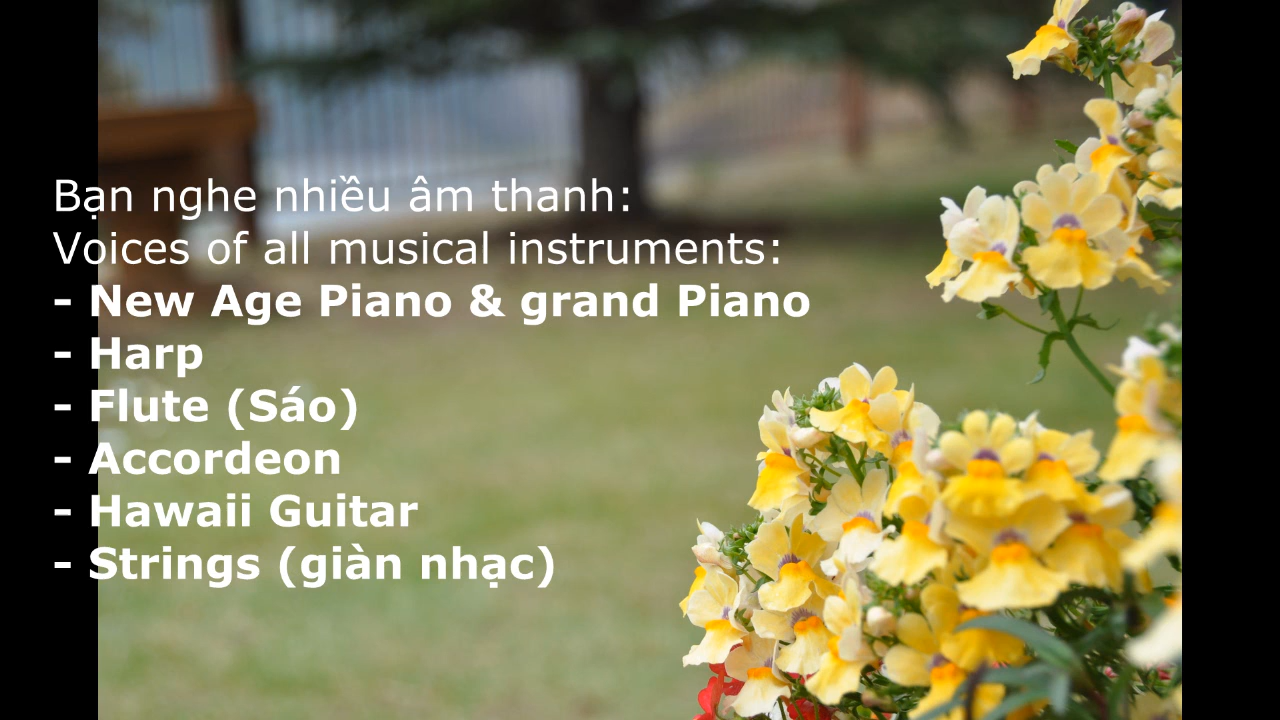 Bạn nghe nhiều âm thanh:
Voices of all musical instruments:
- New Age Piano & grand Piano
- Harp
- Flute (Sáo)
- Accordeon
- Hawaii Guitar
- Strings (giàn nhạc)